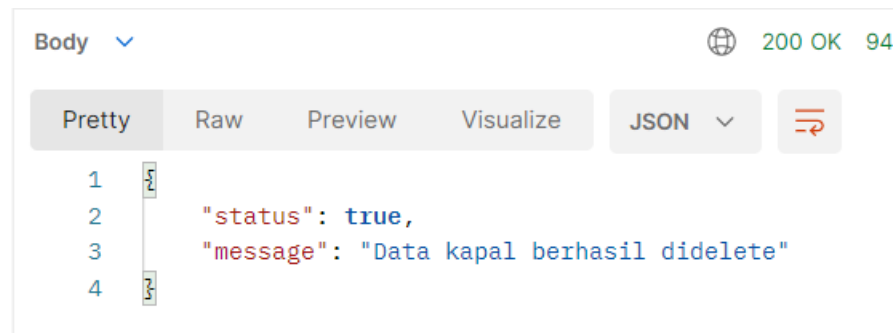 Body 200 OK 94
Pretty Raw Preview Visualize JSON
1 {
2 "status": true,
3 "message": "Data kapal berhasil didelete"
4 }